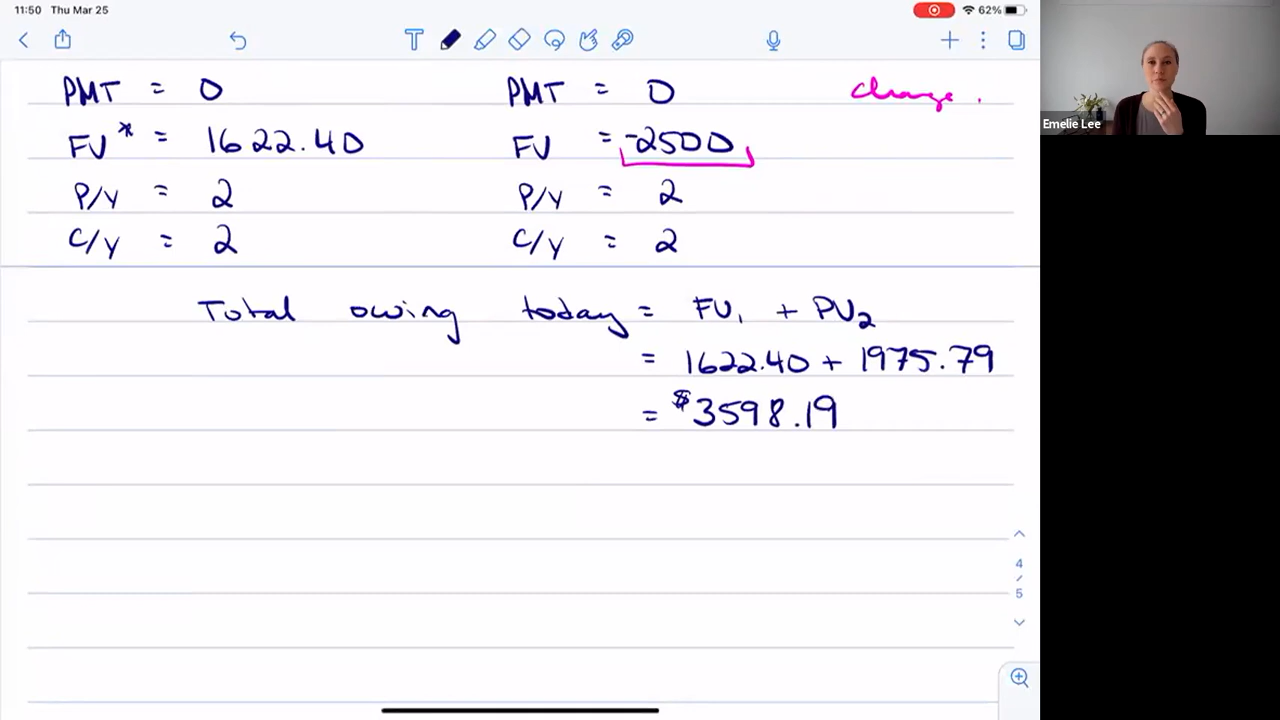 11:50 Thu Mar 25
62%
PMT = 0 PMT = 0 change.
FV* = 1622.40 FV = -2500
P/Y = 2 P/Y = 2
C/Y = 2 C/Y = 2
Total owing today = FV₁ + PV₂
= 1622.40 + 1975.79
= $3598.19
4
/
5
Emelie Lee